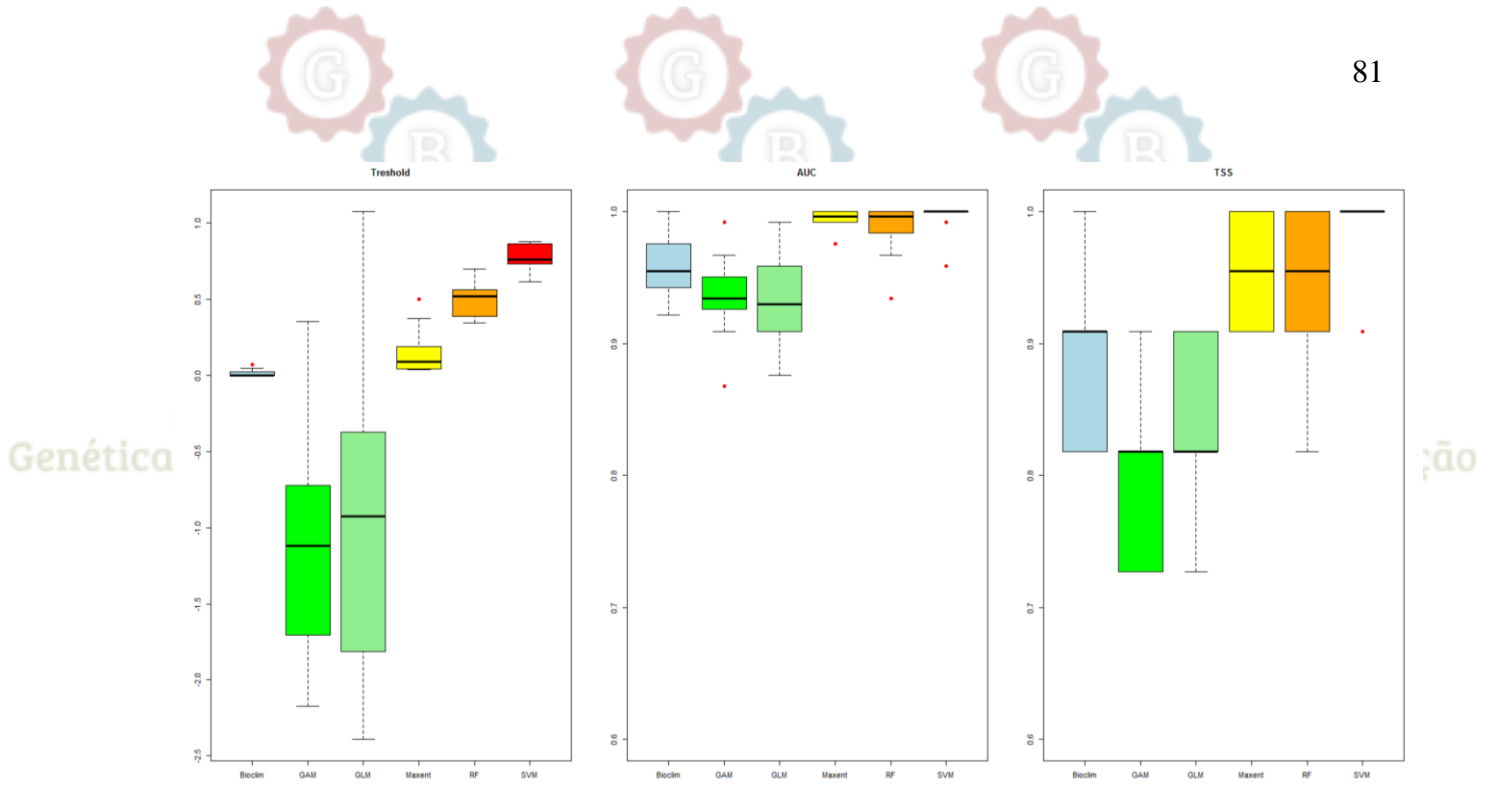 G
G
G
81
B
B
B
Treshold
AUC
TSS
1.0
0.5
0.0
-0.5
-1.0
-1.5
-2.0
-2.5
1.0
0.9
0.8
0.7
0.6
1.0
0.9
0.8
0.7
0.6
Genética
ção
Bioclim GAM GLM Maxent RF SVM
Bioclim GAM GLM Maxent RF SVM
Bioclim GAM GLM Maxent RF SVM